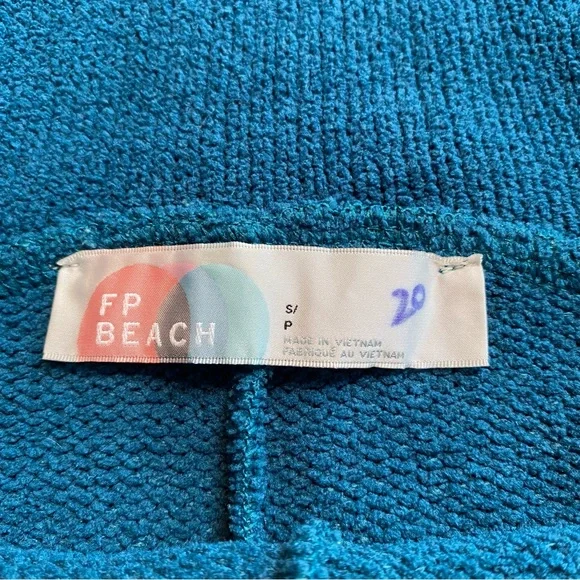 FP
BEACH
S/
P
MADE IN VIETNAM
FABRIQUÉ AU VIETNAM
20